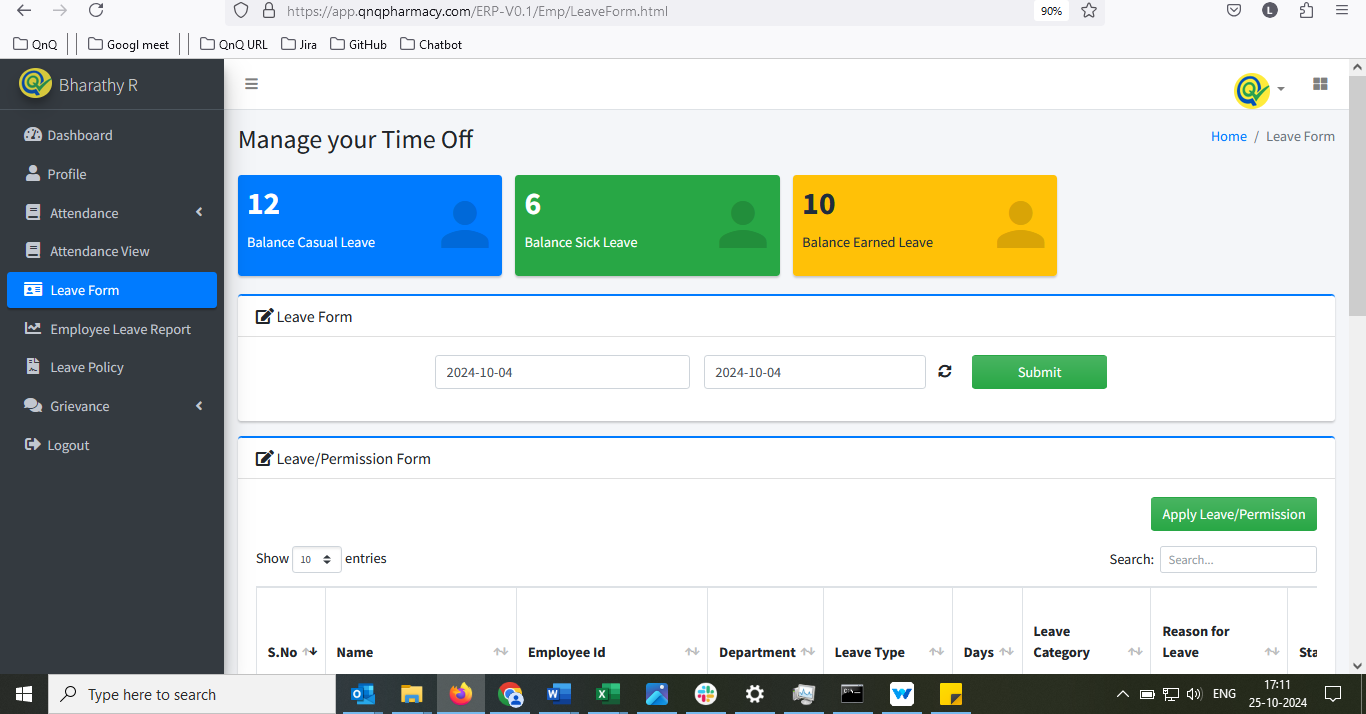 https://app.qnqpharmacy.com/ERP-V0.1/Emp/LeaveForm.html 90% L
QnQ Googl meet QnQ URL Jira GitHub Chatbot
Bharathy R
Dashboard
Profile
Attendance
Attendance View
Leave Form
Employee Leave Report
Leave Policy
Grievance
Logout
Manage your Time Off
Home / Leave Form
12
Balance Casual Leave
6
Balance Sick Leave
10
Balance Earned Leave
Leave Form
2024-10-04 2024-10-04 Submit
Leave/Permission Form
Apply Leave/Permission
Show 10 entries Search: Search...
S.No Name Employee Id Department Leave Type Days Leave Category Reason for Leave Sta
Type here to search
ENG
17:11
25-10-2024